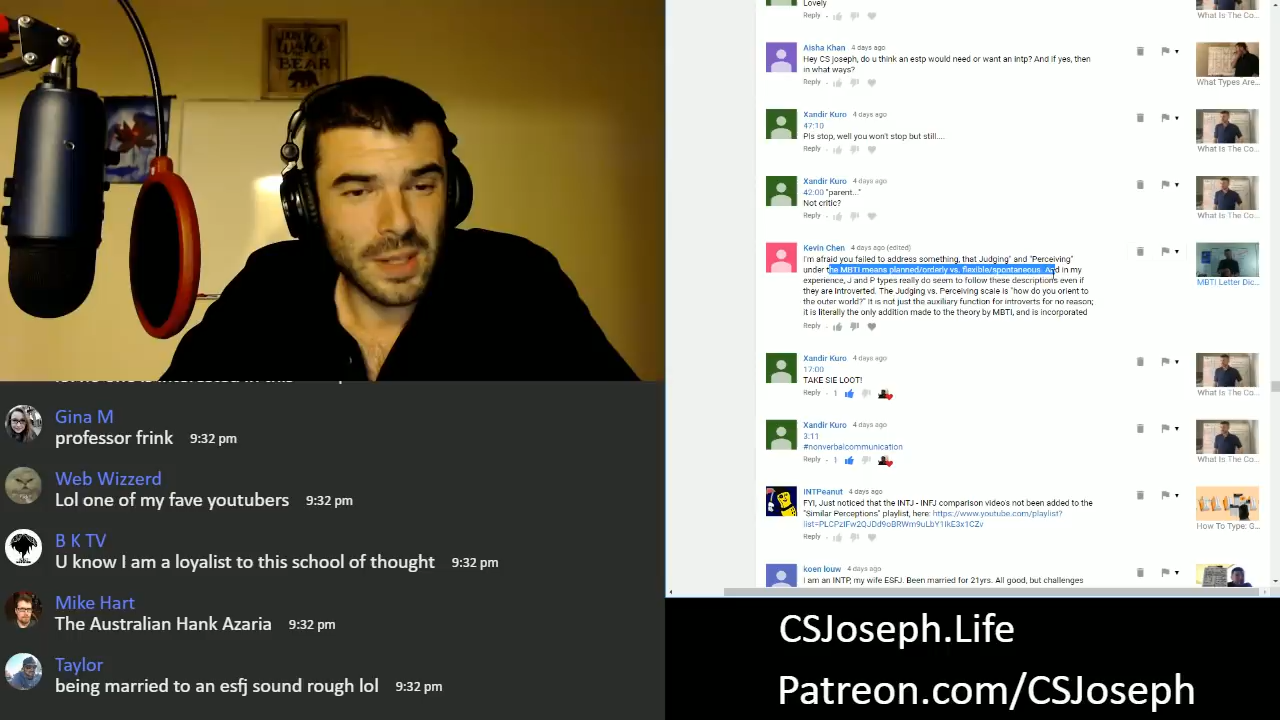 DON'T
WAKE
THE
BEAR
Gina M
professor frink 9:32 pm
Web Wizzerd
Lol one of my fave youtubers 9:32 pm
B K TV
U know I am a loyalist to this school of thought 9:32 pm
Mike Hart
The Australian Hank Azaria 9:32 pm
Taylor
being married to an esfj sound rough lol 9:32 pm
Lovely
Reply
What Is The Co...
Aisha Khan 4 days ago
Hey CS Joseph, do u think an estp would need or want an intp? And if yes, then
in what ways?
Reply
What Types Are...
Xandir Kuro 4 days ago
47:10
Pls stop, well you won't stop but still....
Reply
What Is The Co...
Xandir Kuro 4 days ago
42:00 "parent..."
Not critic?
Reply
What Is The Co...
Kevin Chen 4 days ago (edited)
I'm afraid you failed to address something, that Judging" and "Perceiving"
under the MBTI means planned/orderly vs. flexible/spontaneous. And in my
experience, J and P types really do seem to follow these descriptions even if
they are introverted. The Judging vs. Perceiving scale is "how do you orient to
the outer world?" It is not just the auxiliary function for introverts for no reason;
It is literally the only addition made to the theory by MBTI, and is incorporated
Reply
MBTI Letter Dic...
Xandir Kuro 4 days ago
17:00
TAKE SIE LOOT!
Reply 1
What Is The Co...
Xandir Kuro 4 days ago
3:11
#nonverbalcommunication
Reply 1
What Is The Co...
INTPeanut 4 days ago
FYI, Just noticed that the INTJ - INFJ comparison video's not been added to the
"Similar Perceptions" playlist, here: https://www.youtube.com/playlist?
list=PLCPzIFw2QJDd9oBRWm9uLbY1IkE3x1CZv
Reply
How To Type: G...
koen louw 4 days ago
I am an INTP, my wife ESFJ. Been married for 21yrs. All good, but challenges
CSJoseph.Life
Patreon.com/CSJoseph